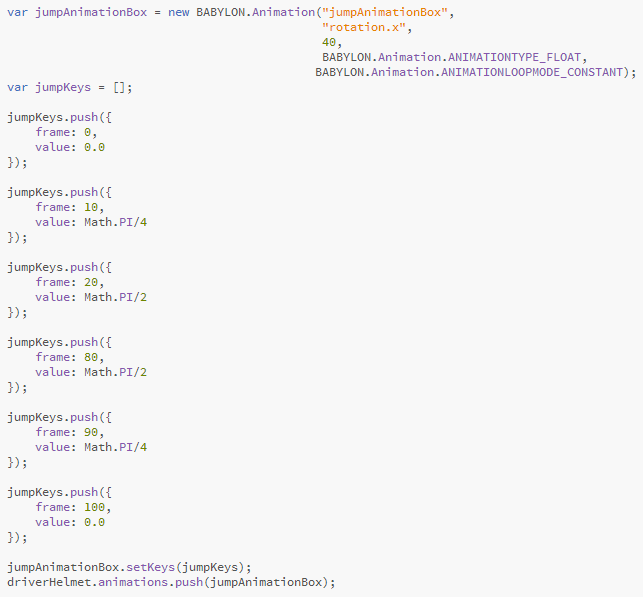 var jumpAnimationBox = new BABYLON.Animation("jumpAnimationBox",
"rotation.x",
40,
BABYLON.Animation.ANIMATIONTYPE_FLOAT,
BABYLON.Animation.ANIMATIONLOOPMODE_CONSTANT);
var jumpKeys = [];
jumpKeys.push({
frame: 0,
value: 0.0
});
jumpKeys.push({
frame: 10,
value: Math.PI/4
});
jumpKeys.push({
frame: 20,
value: Math.PI/2
});
jumpKeys.push({
frame: 80,
value: Math.PI/2
});
jumpKeys.push({
frame: 90,
value: Math.PI/4
});
jumpKeys.push({
frame: 100,
value: 0.0
});
jumpAnimationBox.setKeys(jumpKeys);
driverHelmet.animations.push(jumpAnimationBox);